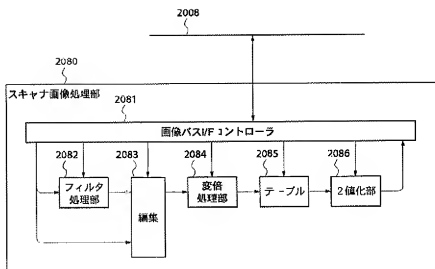 2008
2080
スキャナ画像処理部
2081
画像バスI/Fコントローラ
2082
2083
2084
2085
2086
フィルタ
処理部
編集
変倍
処理部
テーブル
2値化部